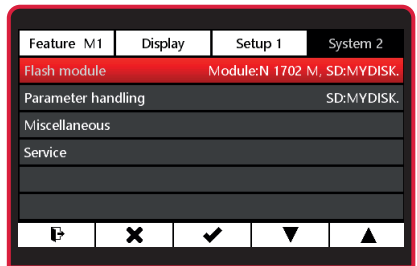 Feature M1 Display Setup 1 System 2
Flash module Module:N 1702 M, SD:MYDISK.
Parameter handling SD:MYDISK.
Miscellaneous
Service